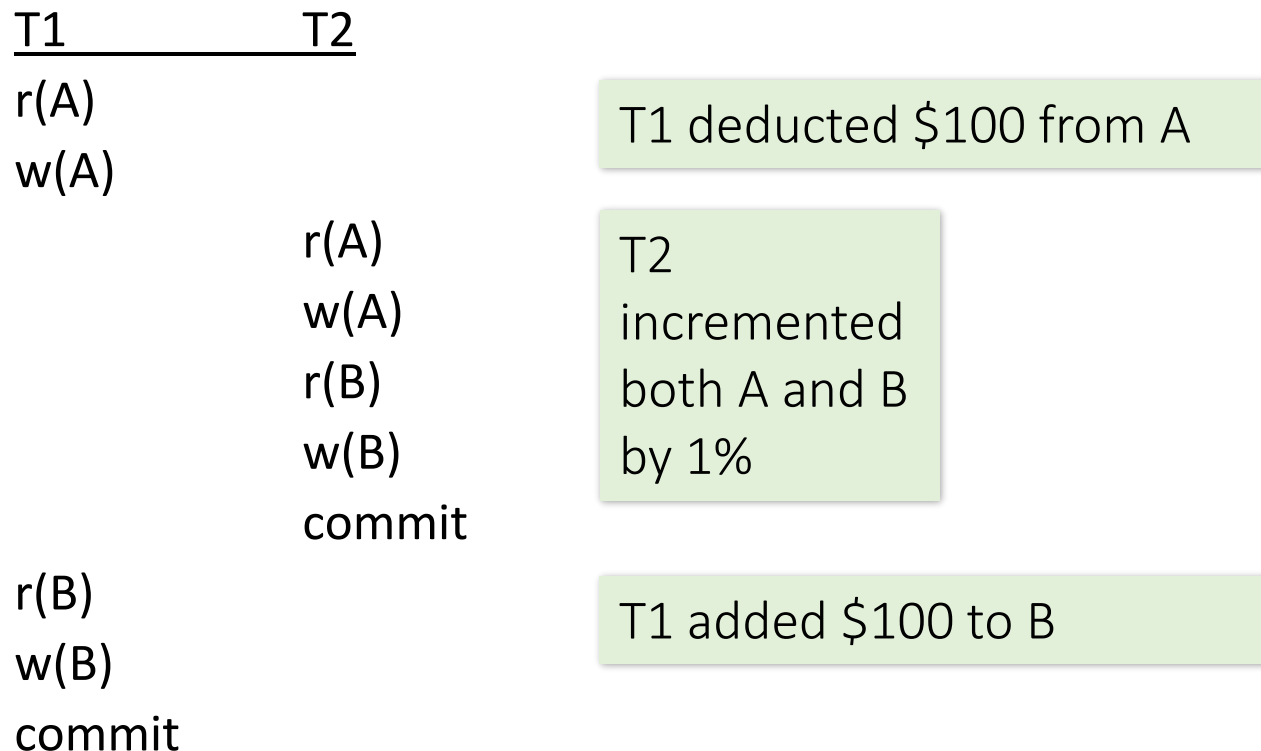 T1 T2
r(A)
T1 deducted $100 from A
w(A)
r(A)
w(A)
r(B)
w(B)
commit
T2
incremented
both A and B
by 1%
r(B)
T1 added $100 to B
w(B)
commit